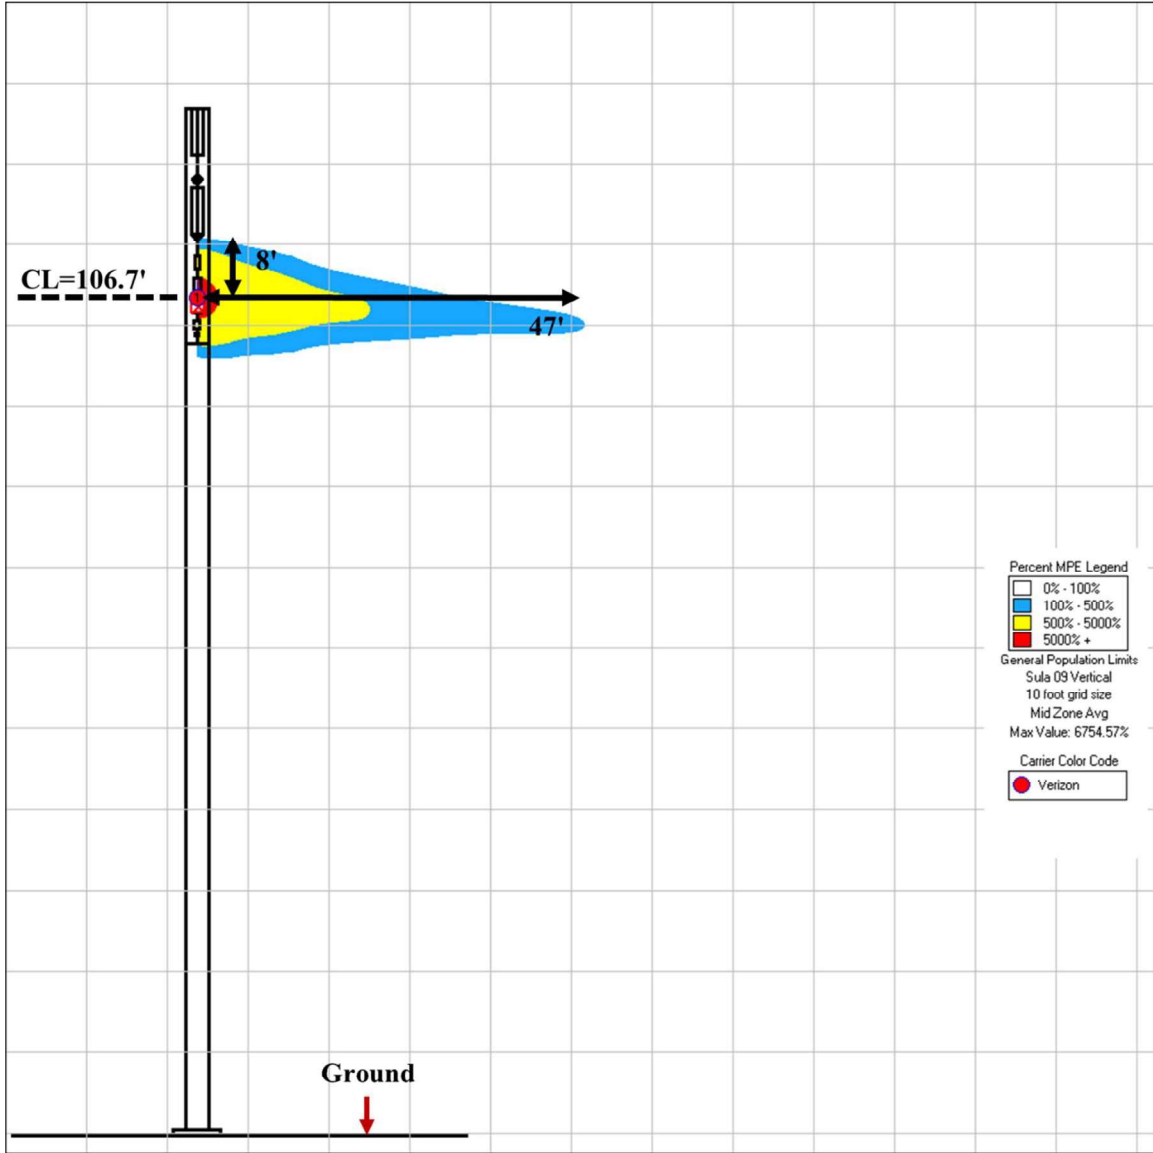 8'
CL=106.7'
47'
Percent MPE Legend
0% - 100%
100% - 500%
500% - 5000%
5000% +
General Population Limits
Sula 09 Vertical
10 foot grid size
Mid Zone Avg
Max Value: 6754.57%
Carrier Color Code
Verizon
Ground